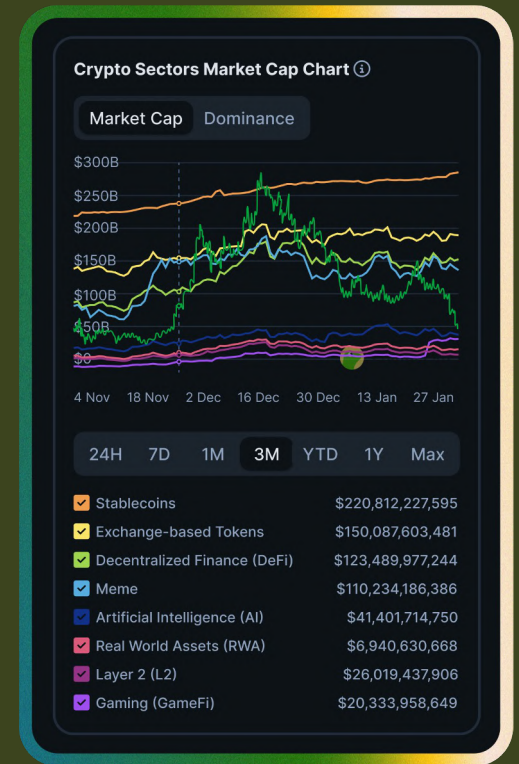 Crypto Sectors Market Cap Chart
Market Cap Dominance
$300B
$250B
$200B
$150B
$100B
$50B
$0
4 Nov 18 Nov 2 Dec 16 Dec 30 Dec 13 Jan 27 Jan
24H 7D 1M 3M YTD 1Y Max
Stablecoins $220,812,227,595
Exchange-based Tokens $150,087,603,481
Decentralized Finance (DeFi) $123,489,977,244
Meme $110,234,186,386
Artificial Intelligence (AI) $41,401,714,750
Real World Assets (RWA) $6,940,630,668
Layer 2 (L2) $26,019,437,906
Gaming (GameFi) $20,333,958,649